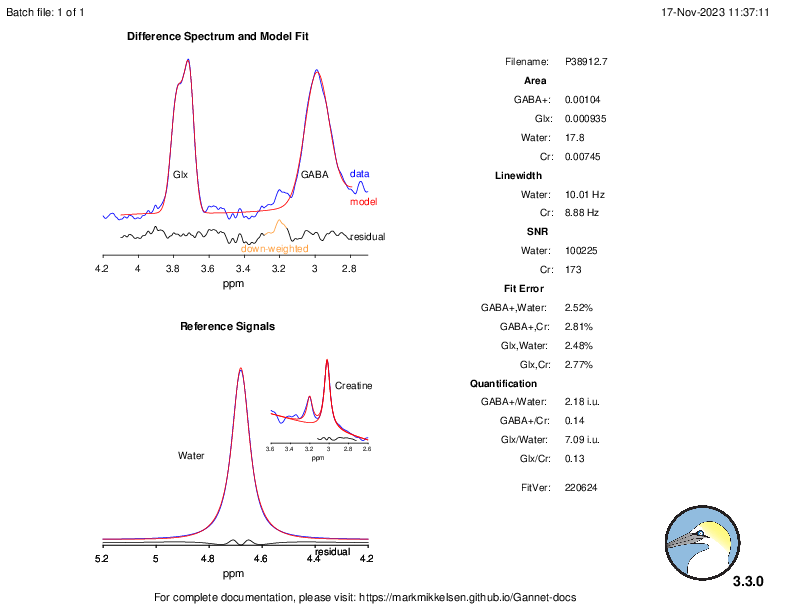 Batch file: 1 of 1
17-Nov-2023 11:37:11
Difference Spectrum and Model Fit
Glx
GABA
data
model
residual
down-weighted
4.2 4 3.8 3.6 3.4 3.2 3 2.8
ppm
Reference Signals
Creatine
3.6 3.4 3.2 3 2.8 2.6
ppm
Water
residual
5.2 5 4.8 4.6 4.4 4.2
ppm
Filename: P38912.7
Area
GABA+: 0.00104
Glx: 0.000935
Water: 17.8
Cr: 0.00745
Linewidth
Water: 10.01 Hz
Cr: 8.88 Hz
SNR
Water: 100225
Cr: 173
Fit Error
GABA+,Water: 2.52%
GABA+,Cr: 2.81%
Glx,Water: 2.48%
Glx,Cr: 2.77%
Quantification
GABA+/Water: 2.18 i.u.
GABA+/Cr: 0.14
Glx/Water: 7.09 i.u.
Glx/Cr: 0.13
FitVer: 220624
3.3.0
For complete documentation, please visit: https://markmikkelsen.github.io/Gannet-docs